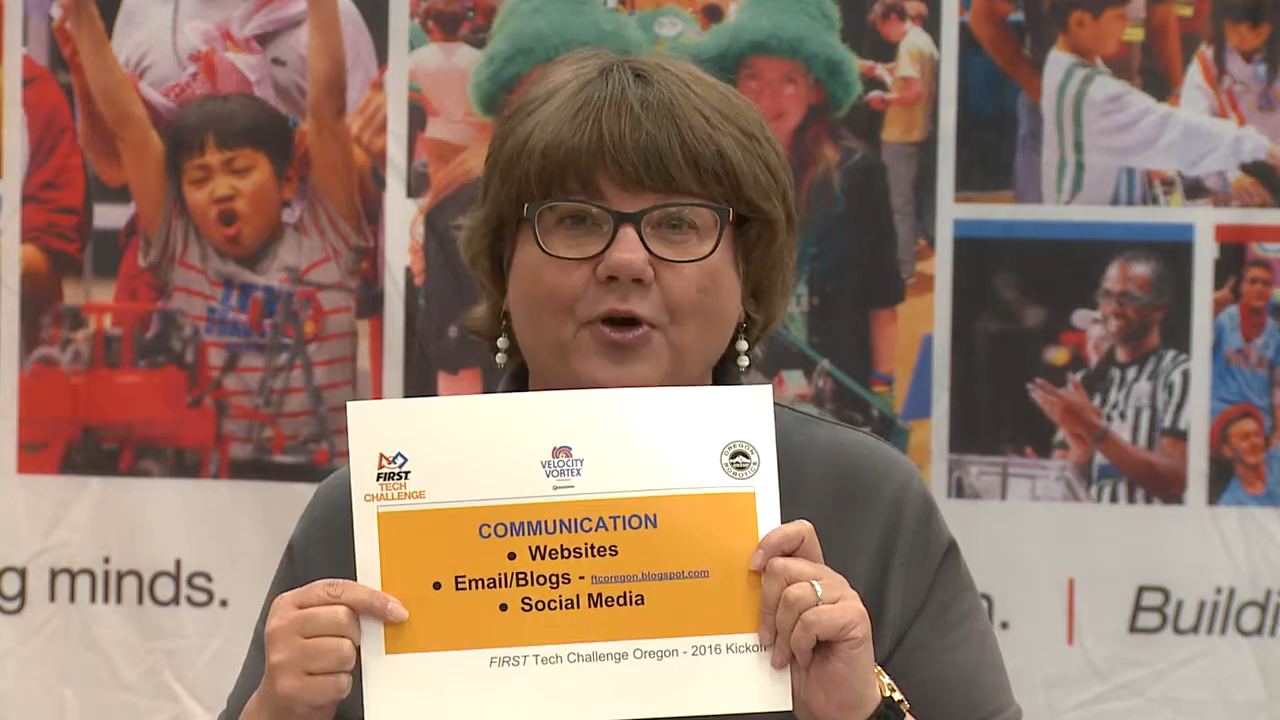 FIRST
TECH
CHALLENGE
VELOCITY
VORTEX
OREGON
ROBOTICS
COMMUNICATION
• Websites
• Email/Blogs - ftcoregon.blogspot.com
• Social Media
FIRST Tech Challenge Oregon - 2016 Kickoff
g minds.
.
Buildi